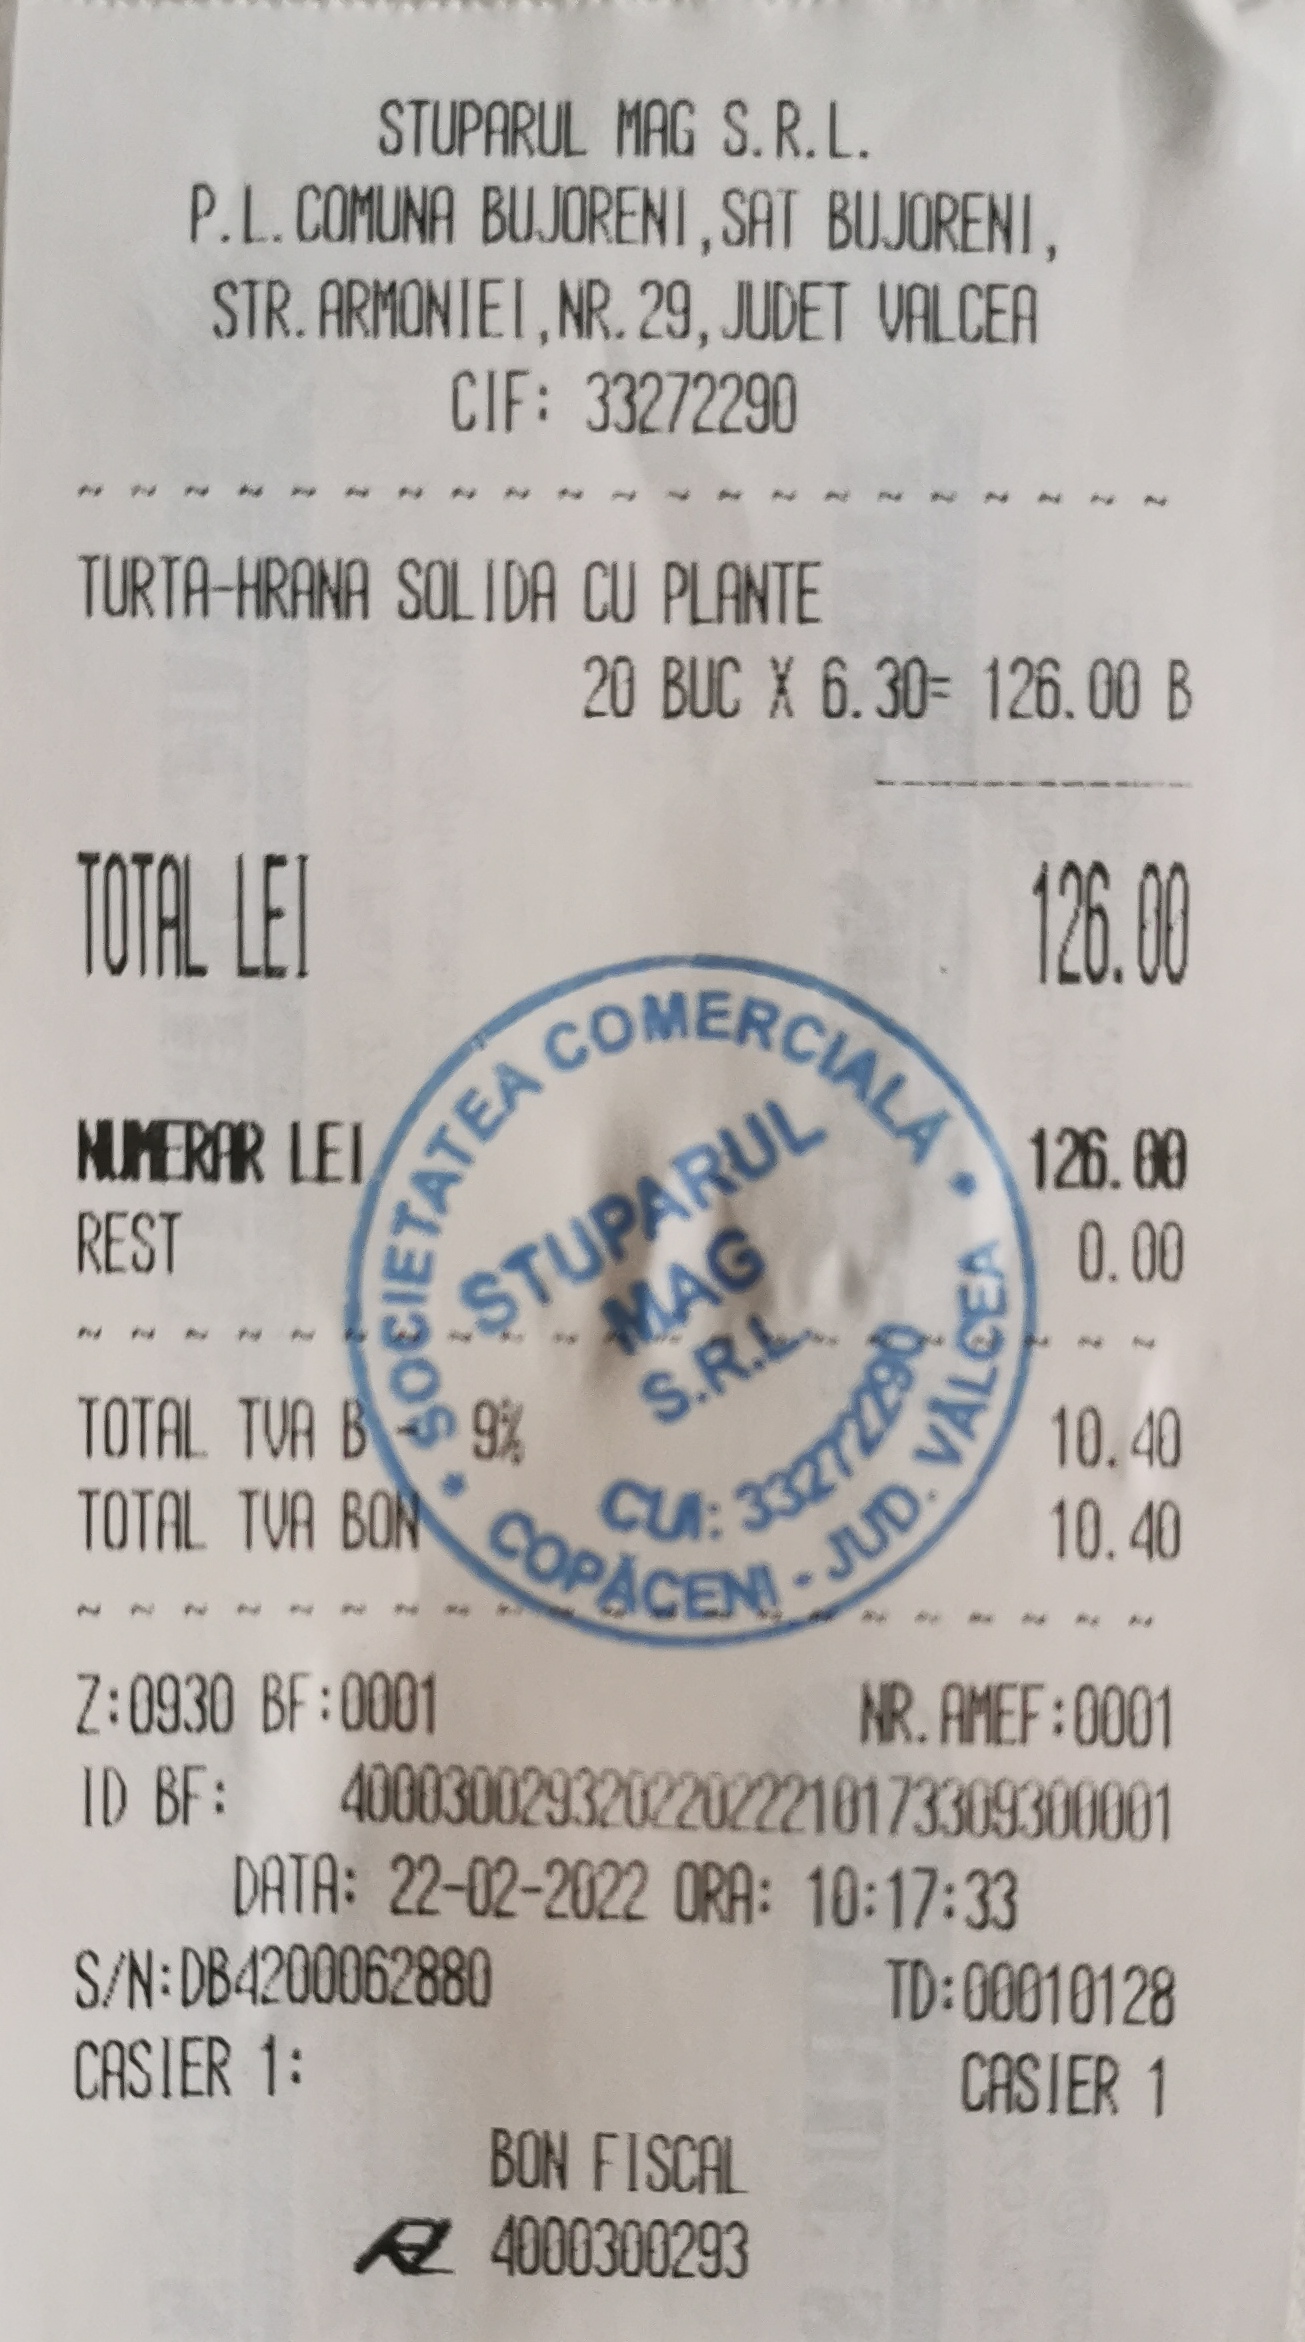 STUPARUL MAG S.R.L.
P.L.COMUNA BUJORENI,SAT BUJORENI,
STR.ARMONIEI,NR.29,JUDET VALCEA
CIF: 33272290
~ ~ ~ ~ ~ ~ ~ ~ ~ ~ ~ ~ ~ ~ ~ ~ ~ ~ ~ ~ ~
TURTA-HRANA SOLIDA CU PLANTE
20 BUC X 6.30= 126.00 B
------------
TOTAL LEI 126.00
NUMERAR LEI 126.00
REST 0.00
~ ~ ~ ~ ~ ~ ~ ~ ~ ~ ~ ~ ~ ~ ~ ~ ~ ~ ~ ~ ~
TOTAL TVA B - 9% 10.40
TOTAL TVA BON 10.40
~ ~ ~ ~ ~ ~ ~ ~ ~ ~ ~ ~ ~ ~ ~ ~ ~ ~ ~ ~ ~
Z:0930 BF:0001 NR.AMEF:0001
ID BF: 40003002932022022210173309300001
DATA: 22-02-2022 ORA: 10:17:33
S/N:DB4200062880 TD:00010128
CASIER 1: CASIER 1
BON FISCAL
4000300293
SOCIETATEA COMERCIALĂ
STUPARUL
MAG
S.R.L.
CUI: 33272290
* COPĂCENI - JUD. VÂLCEA *